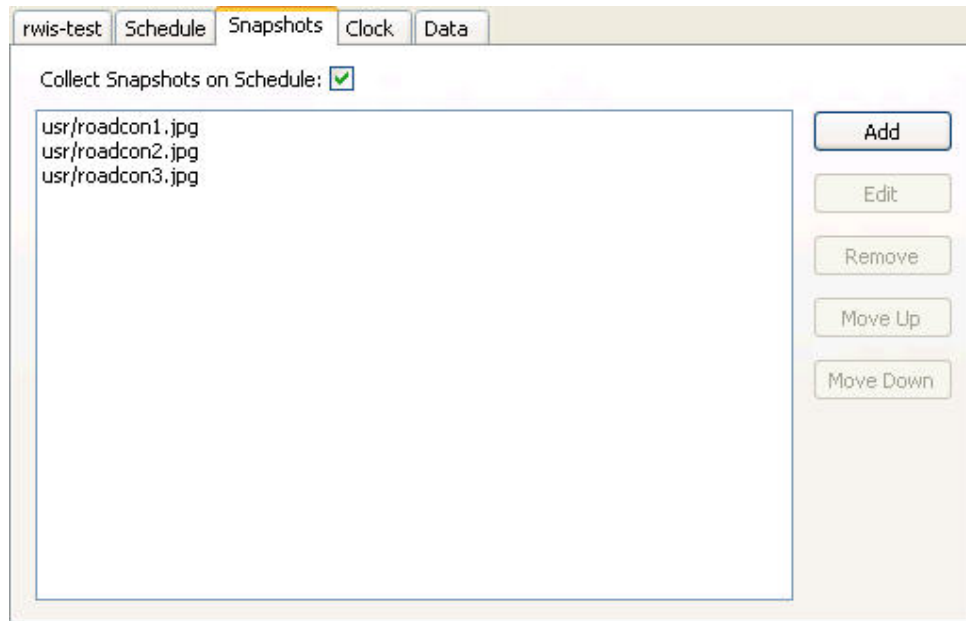 rwis-test Schedule Snapshots Clock Data
Collect Snapshots on Schedule:
usr/roadcon1.jpg
usr/roadcon2.jpg
usr/roadcon3.jpg
Add
Edit
Remove
Move Up
Move Down